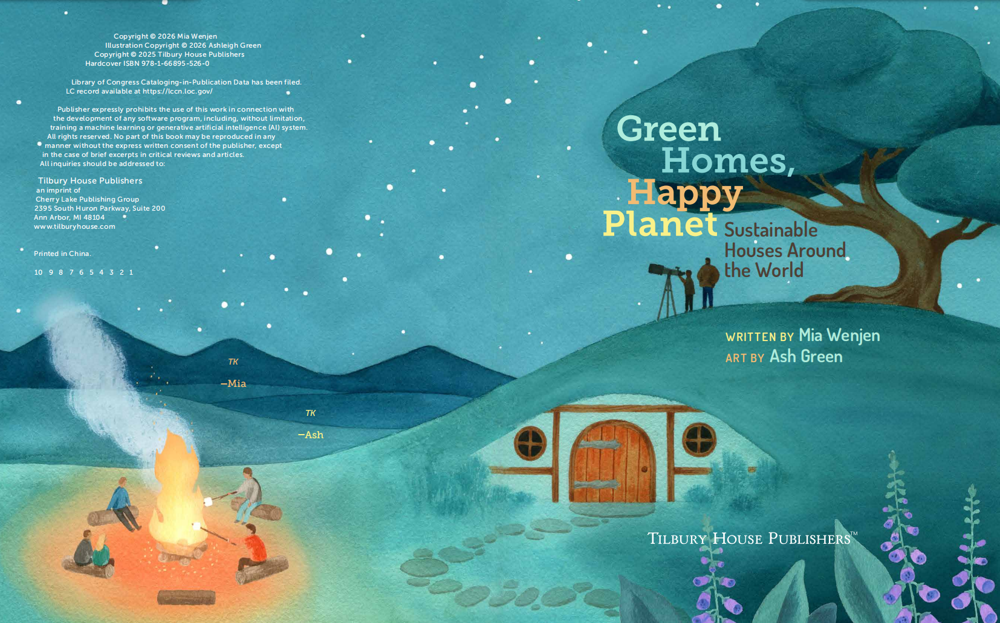 Copyright © 2026 Mia Wenjen
Illustration Copyright © 2026 Ashleigh Green
Copyright © 2025 Tilbury House Publishers
Hardcover ISBN 978-1-66895-526-0
Library of Congress Cataloging-in-Publication Data has been filed.
LC record available at https://lccn.loc.gov/
Publisher expressly prohibits the use of this work in connection with
the development of any software program, including, without limitation,
training a machine learning or generative artificial intelligence (AI) system.
All rights reserved. No part of this book may be reproduced in any
manner without the express written consent of the publisher, except
in the case of brief excerpts in critical reviews and articles.
All inquiries should be addressed to:
Tilbury House Publishers
an imprint of
Cherry Lake Publishing Group
2395 South Huron Parkway, Suite 200
Ann Arbor, MI 48104
www.tilburyhouse.com
Printed in China.
10 9 8 7 6 5 4 3 2 1
TK
—Mia
TK
—Ash
Green
Homes,
Happy
Planet
Sustainable
Houses Around
the World
WRITTEN BY Mia Wenjen
ART BY Ash Green
TILBURY HOUSE PUBLISHERS™